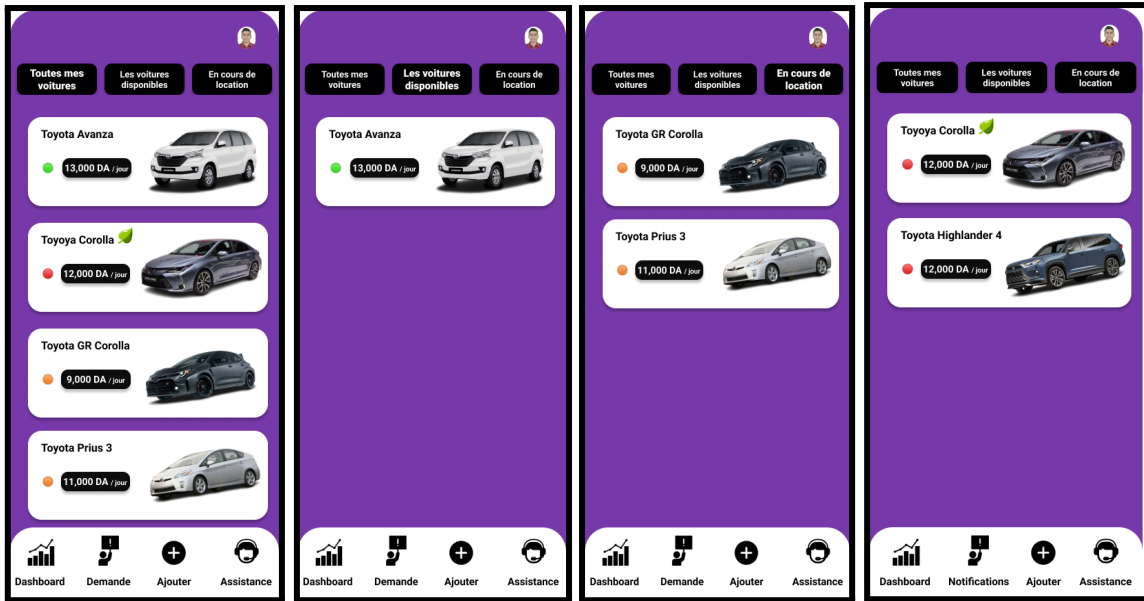 Toutes mes
voitures
Les voitures
disponibles
En cours de
location
Toyota Avanza
13,000 DA / jour
Toyoya Corolla
12,000 DA / jour
Toyota GR Corolla
9,000 DA / jour
Toyota Prius 3
11,000 DA / jour
Dashboard
Demande
Ajouter
Assistance
Toutes mes
voitures
Les voitures
disponibles
En cours de
location
Toyota Avanza
13,000 DA / jour
Dashboard
Demande
Ajouter
Assistance
Toutes mes
voitures
Les voitures
disponibles
En cours de
location
Toyota GR Corolla
9,000 DA / jour
Toyota Prius 3
11,000 DA / jour
Dashboard
Demande
Ajouter
Assistance
Toutes mes
voitures
Les voitures
disponibles
En cours de
location
Toyoya Corolla
12,000 DA / jour
Toyota Highlander 4
12,000 DA / jour
Dashboard
Notifications
Ajouter
Assistance